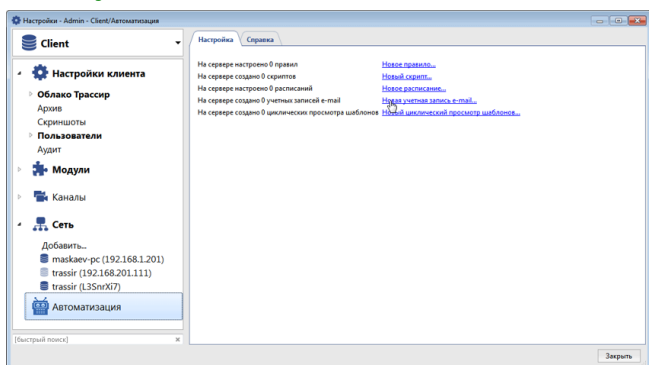 Настройки - Admin - Client/Автоматизация
Client
Настройки клиента
Облако Трассир
Архив
Скриншоты
Пользователи
Аудит
Модули
Каналы
Сеть
Добавить...
maskaev-pc (192.168.1.201)
trassir (192.168.201.111)
trassir (L3SnrXi7)
Автоматизация
[быстрый поиск]
Настройка Справка
На сервере настроено 0 правил Новое правило...
На сервере создано 0 скриптов Новый скрипт...
На сервере настроено 0 расписаний Новое расписание...
На сервере создано 0 учетных записей e-mail Новая учетная запись e-mail...
На сервере создано 0 циклических просмотра шаблонов Новый циклический просмотр шаблонов...
Закрыть